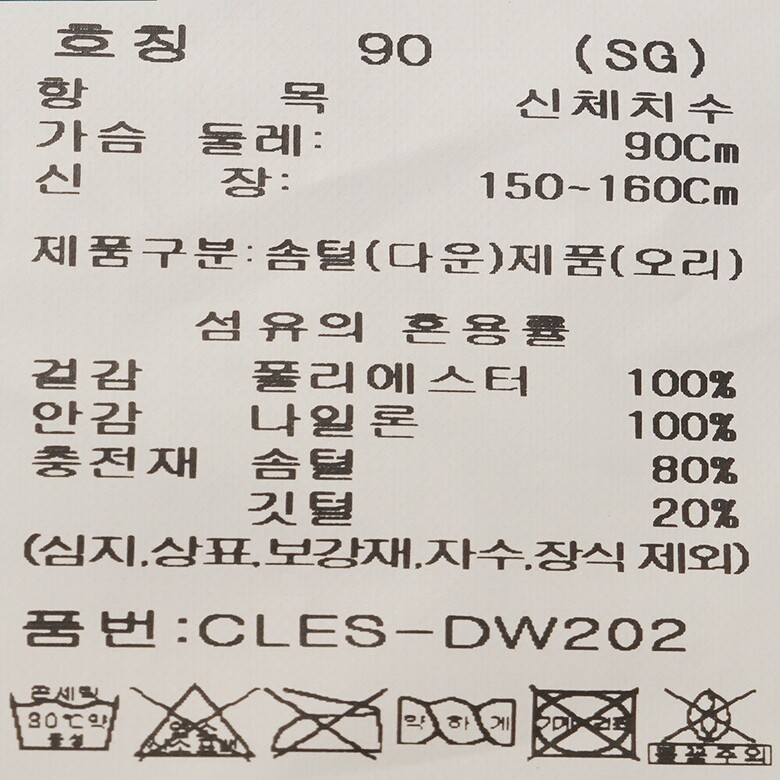 호칭 90 (SG)
항 목 신체치수
가슴 둘레: 90Cm
신 장: 150~160Cm
제품구분: 솜털(다운)제품(오리)
섬유의 혼용률
겉감 폴리에스터 100%
안감 나일론 100%
충전재 솜털 80%
깃털 20%
(심지.상표.보강재.자수.장식 제외)
품번:CLES-DW202
30℃ 약 약하게